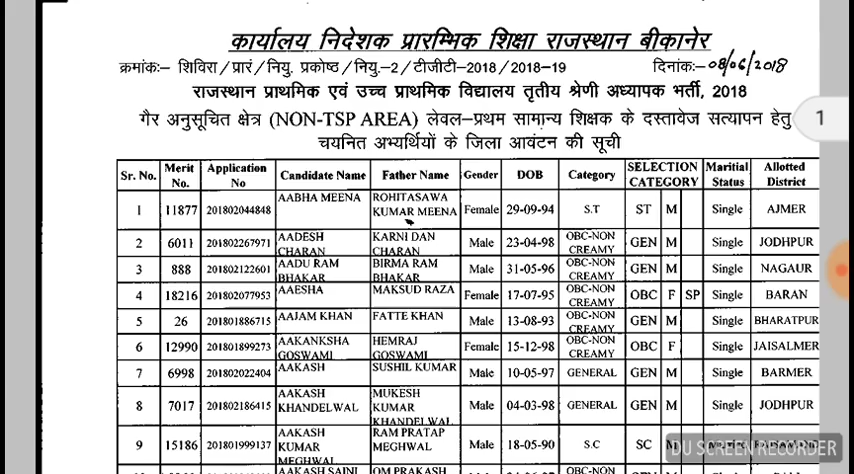 कार्यालय निदेशक प्रारम्भिक शिक्षा राजस्थान बीकानेर
क्रमांकः– शिविरा/प्रारं/नियु. प्रकोष्ठ/नियु.–2/टीजीटी–2018/2018–19 दिनांकः–08/06/2018
राजस्थान प्राथमिक एवं उच्च प्राथमिक विद्यालय तृतीय श्रेणी अध्यापक भर्ती, 2018
गैर अनुसूचित क्षेत्र (NON-TSP AREA) लेवल–प्रथम सामान्य शिक्षक के दस्तावेज सत्यापन हेतु
1
चयनित अभ्यर्थियों के जिला आवंटन की सूची
Sr. No. Merit No. Application No Candidate Name Father Name Gender DOB Category SELECTION CATEGORY Maritial Status Allotted District
1 11877 201802044848 AABHA MEENA ROHITASAWA KUMAR MEENA Female 29-09-94 S.T ST M Single AJMER
2 6011 201802267971 AADESH CHARAN KARNI DAN CHARAN Male 23-04-98 OBC-NON CREAMY GEN M Single JODHPUR
3 888 201802122601 AADU RAM BHAKAR BIRMA RAM BHAKAR Male 31-05-96 OBC-NON CREAMY GEN M Single NAGAUR
4 18216 201802077953 AAESHA MAKSUD RAZA Female 17-07-95 OBC-NON CREAMY OBC F SP Single BARAN
5 26 201801886715 AAJAM KHAN FATTE KHAN Male 13-08-93 OBC-NON CREAMY GEN M Single BHARATPUR
6 12990 201801899273 AAKANKSHA GOSWAMI HEMRAJ GOSWAMI Female 15-12-98 OBC-NON CREAMY OBC F Single JAISALMER
7 6998 201802022404 AAKASH SUSHIL KUMAR Male 10-05-97 GENERAL GEN M Single BARMER
8 7017 201802186415 AAKASH KHANDELWAL MUKESH KUMAR KHANDELWAL Male 04-03-98 GENERAL GEN M Single JODHPUR
9 15186 201801999137 AAKASH KUMAR MEGHWAL RAM PRATAP MEGHWAL Male 18-05-90 S.C SC M
DU SCREEN RECORDER
AAKASH SAINI OM PRAKASH OBC-NON